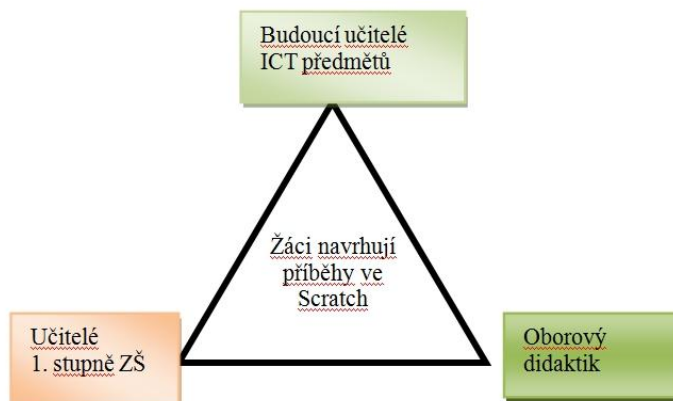 Budoucí učitelé
ICT předmětů
Žáci navrhují
příběhy ve
Scratch
Učitelé
1. stupně ZŠ
Oborový
didaktik